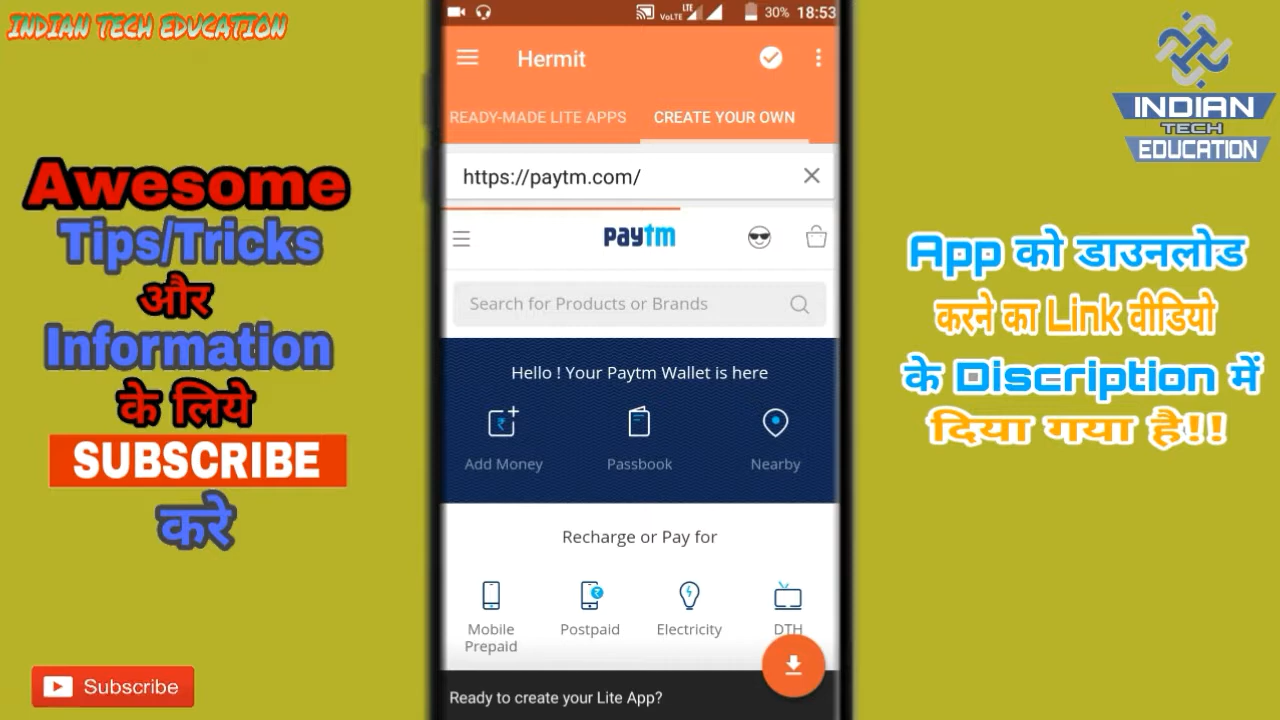 INDIAN TECH EDUCATION
Awesome
Tips/Tricks
और
Information
के लिये
SUBSCRIBE
करे
Subscribe
VoLTE LTE 30% 18:53
Hermit
READY-MADE LITE APPS CREATE YOUR OWN
https://paytm.com/
paytm
Search for Products or Brands
Hello ! Your Paytm Wallet is here
Add Money Passbook Nearby
Recharge or Pay for
Mobile Prepaid Postpaid Electricity DTH
Ready to create your Lite App?
INDIAN
TECH
EDUCATION
App को डाउनलोड
करने का Link वीडियो
के Discription में
दिया गया है!!